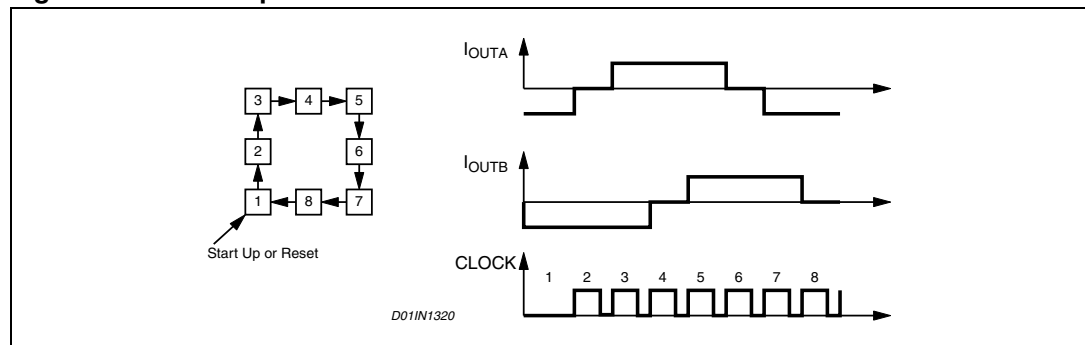 IOUTA
3 4 5
2 6
1 8 7
Start Up or Reset
IOUTB
CLOCK
1 2 3 4 5 6 7 8
D01IN1320